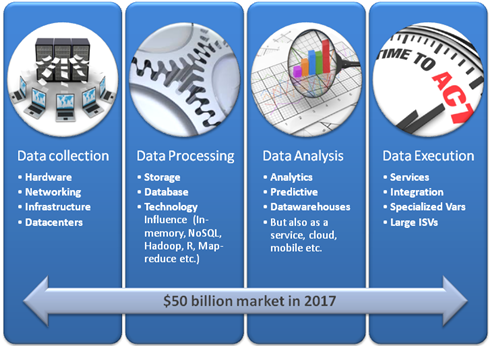 TIME TO ACT
Data collection
• Hardware
• Networking
• Infrastructure
• Datacenters
Data Processing
• Storage
• Database
• Technology
Influence (In-
memory, NoSQL,
Hadoop, R, Map-
reduce etc.)
Data Analysis
• Analytics
• Predictive
• Datawarehouses
• But also as a
service, cloud,
mobile etc.
Data Execution
• Services
• Integration
• Specialized Vars
• Large ISVs
$50 billion market in 2017